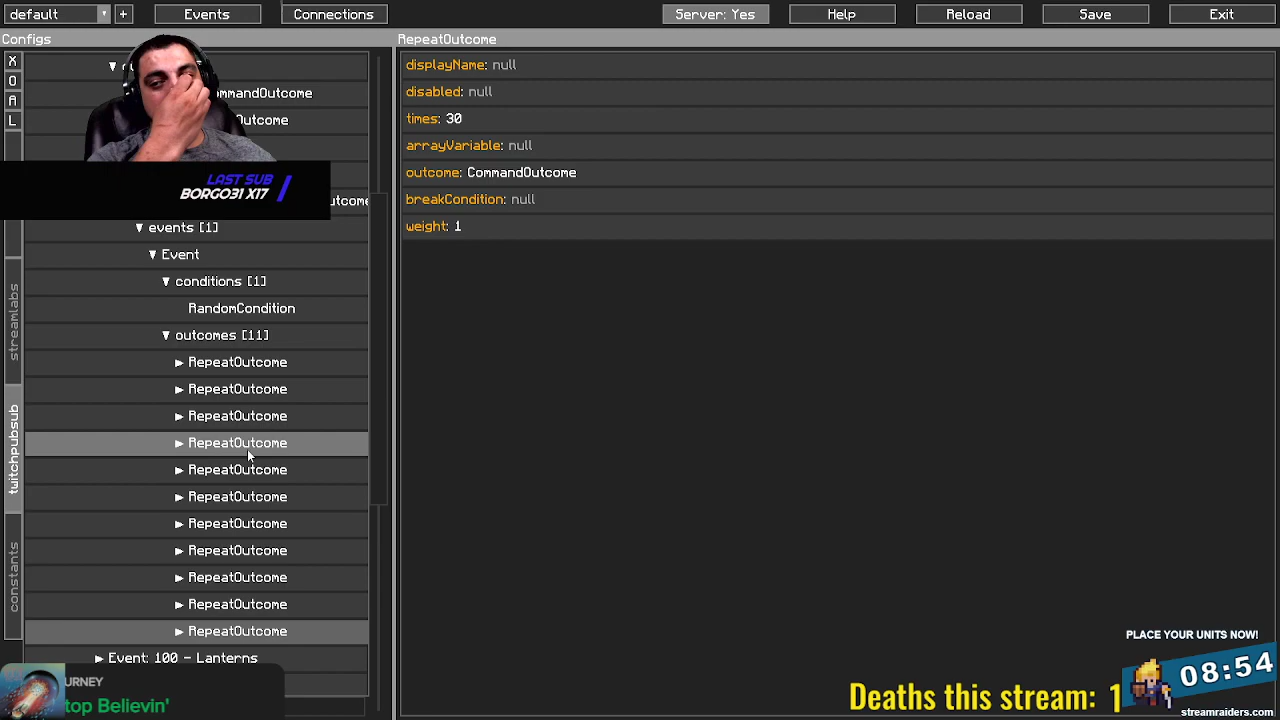 default
+
Events
Connections
Server: Yes
Help
Reload
Save
Exit
Configs
RepeatOutcome
X
O
A
L
streamlabs
twitchpubsub
constants
LAST SUB
BORGO31 X17
events [1]
Event
conditions [1]
RandomCondition
outcomes [11]
RepeatOutcome
RepeatOutcome
RepeatOutcome
RepeatOutcome
RepeatOutcome
RepeatOutcome
RepeatOutcome
RepeatOutcome
RepeatOutcome
RepeatOutcome
RepeatOutcome
Event: 100 - Lanterns
displayName: null
disabled: null
times: 30
arrayVariable: null
outcome: CommandOutcome
breakCondition: null
weight: 1
URNEY
top Believin'
PLACE YOUR UNITS NOW!
08:54
Deaths this stream: 1
streamraiders.com